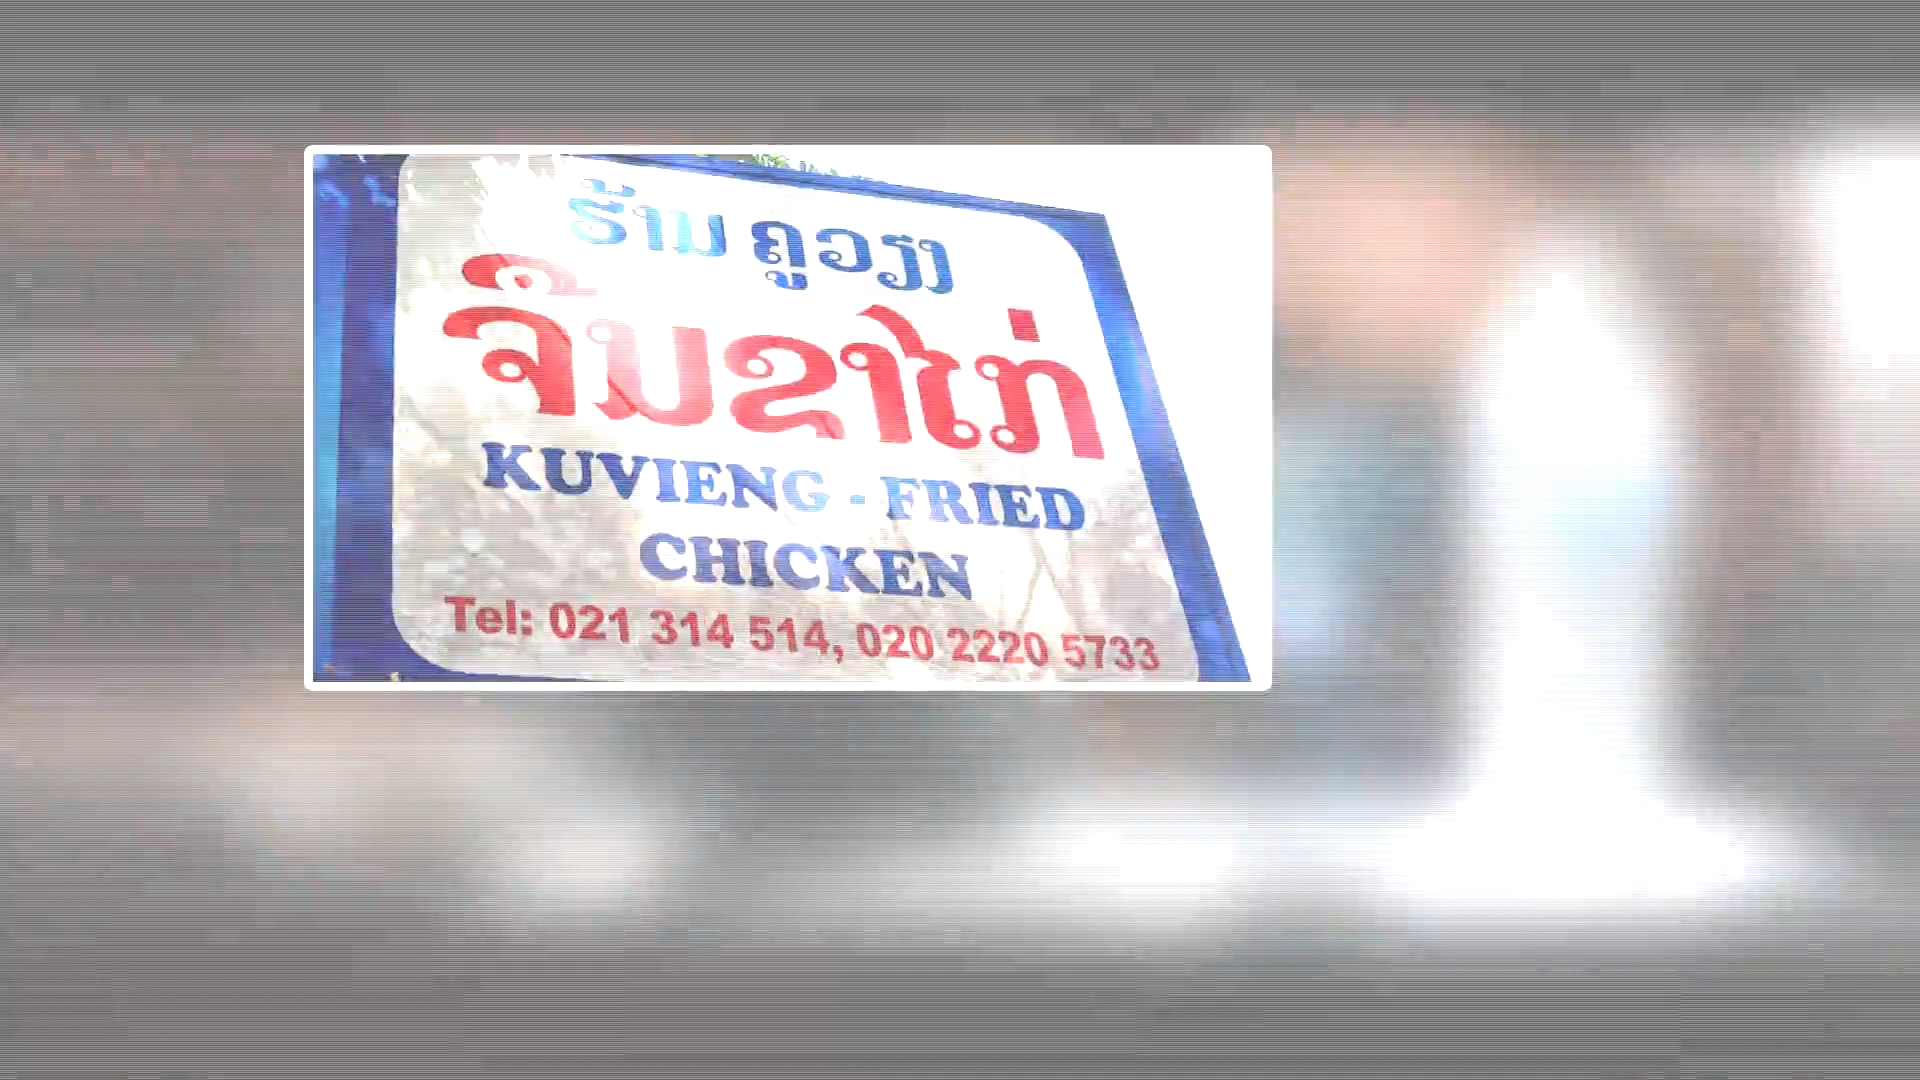 ຮ້ານ ຄູວຽງ
ຈຶນຂາໄກ່
KUVIENG - FRIED
CHICKEN
Tel: 021 314 514, 020 2220 5733